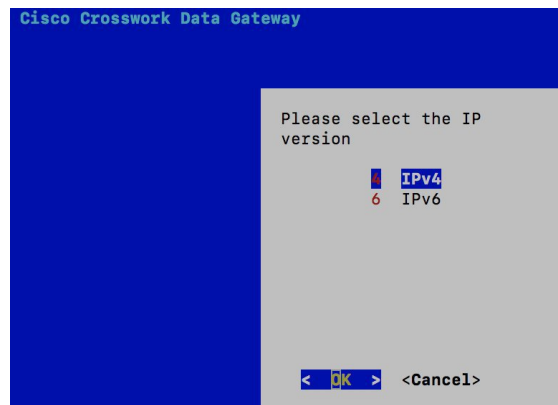 Cisco Crosswork Data Gateway
Please select the IP
version
4 IPv4
6 IPv6
< OK > <Cancel>